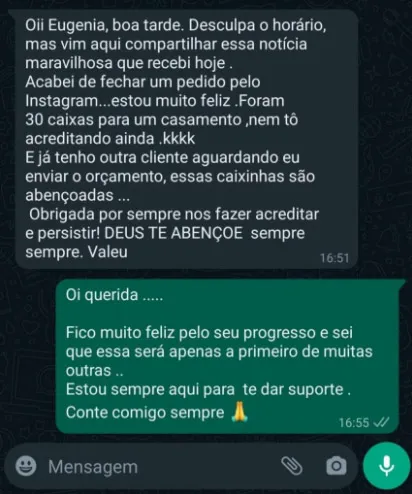 Oii Eugenia, boa tarde. Desculpa o horário,
mas vim aqui compartilhar essa notícia
maravilhosa que recebi hoje .
Acabei de fechar um pedido pelo
Instagram...estou muito feliz .Foram
30 caixas para um casamento ,nem tô
acreditando ainda .kkkk
E já tenho outra cliente aguardando eu
enviar o orçamento, essas caixinhas são
abençoadas ...
Obrigada por sempre nos fazer acreditar
e persistir! DEUS TE ABENÇOE sempre
sempre. Valeu
16:51
Oi querida .....
Fico muito feliz pelo seu progresso e sei
que essa será apenas a primeiro de muitas
outras ..
Estou sempre aqui para te dar suporte .
Conte comigo sempre 🙏
16:55
Mensagem